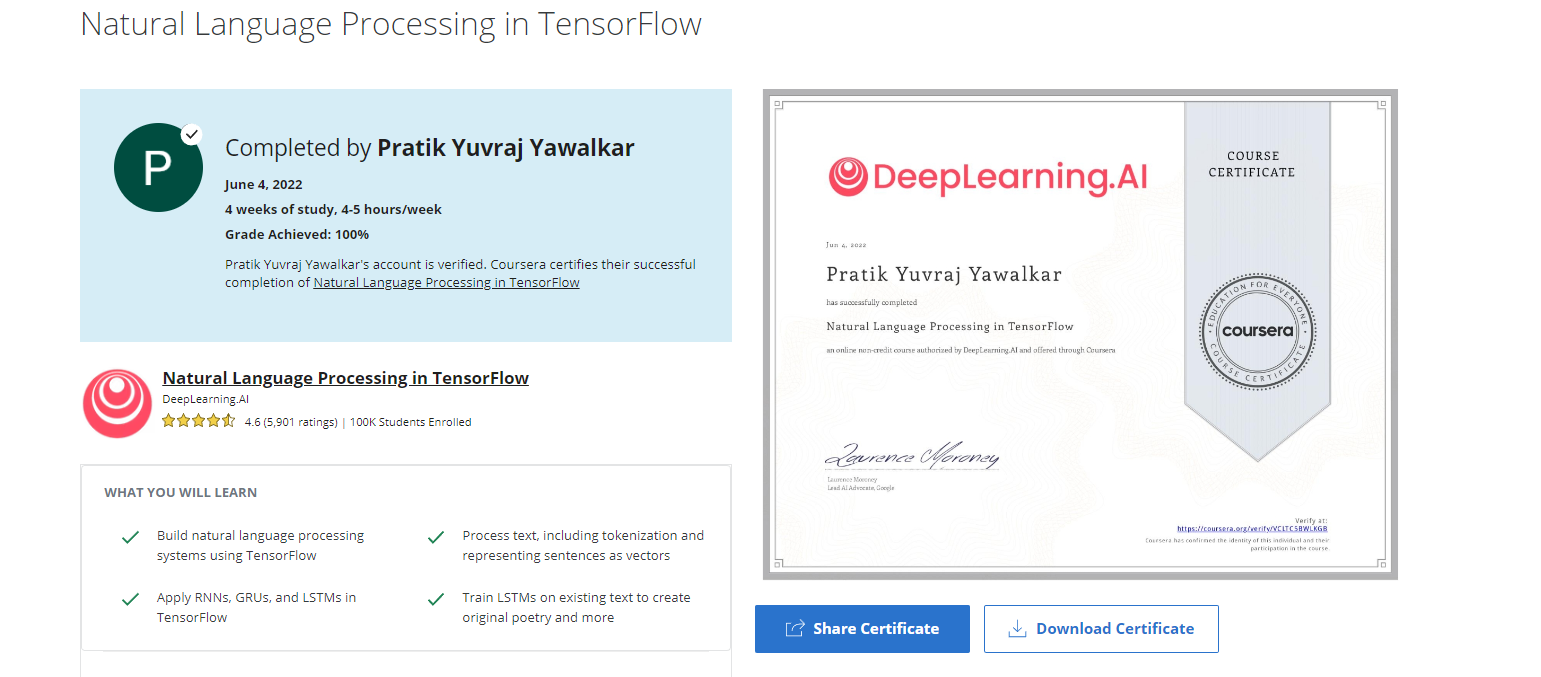 Natural Language Processing in TensorFlow
P
Completed by Pratik Yuvraj Yawalkar
June 4, 2022
4 weeks of study, 4-5 hours/week
Grade Achieved: 100%
Pratik Yuvraj Yawalkar's account is verified. Coursera certifies their successful
completion of Natural Language Processing in TensorFlow
Natural Language Processing in TensorFlow
DeepLearning.AI
4.6 (5,901 ratings) | 100K Students Enrolled
WHAT YOU WILL LEARN
Build natural language processing
systems using TensorFlow
Process text, including tokenization and
representing sentences as vectors
Apply RNNs, GRUs, and LSTMs in
TensorFlow
Train LSTMs on existing text to create
original poetry and more
DeepLearning.AI
COURSE
CERTIFICATE
Jun 4, 2022
Pratik Yuvraj Yawalkar
has successfully completed
Natural Language Processing in TensorFlow
an online non-credit course authorized by DeepLearning.AI and offered through Coursera
EDUCATION FOR EVERYONE
coursera
COURSE CERTIFICATE
Laurence Moroney
Laurence Moroney
Lead AI Advocate, Google
Verify at:
https://coursera.org/verify/VCLTC5BWLKGB
Coursera has confirmed the identity of this individual and their
participation in the course.
Share Certificate
Download Certificate